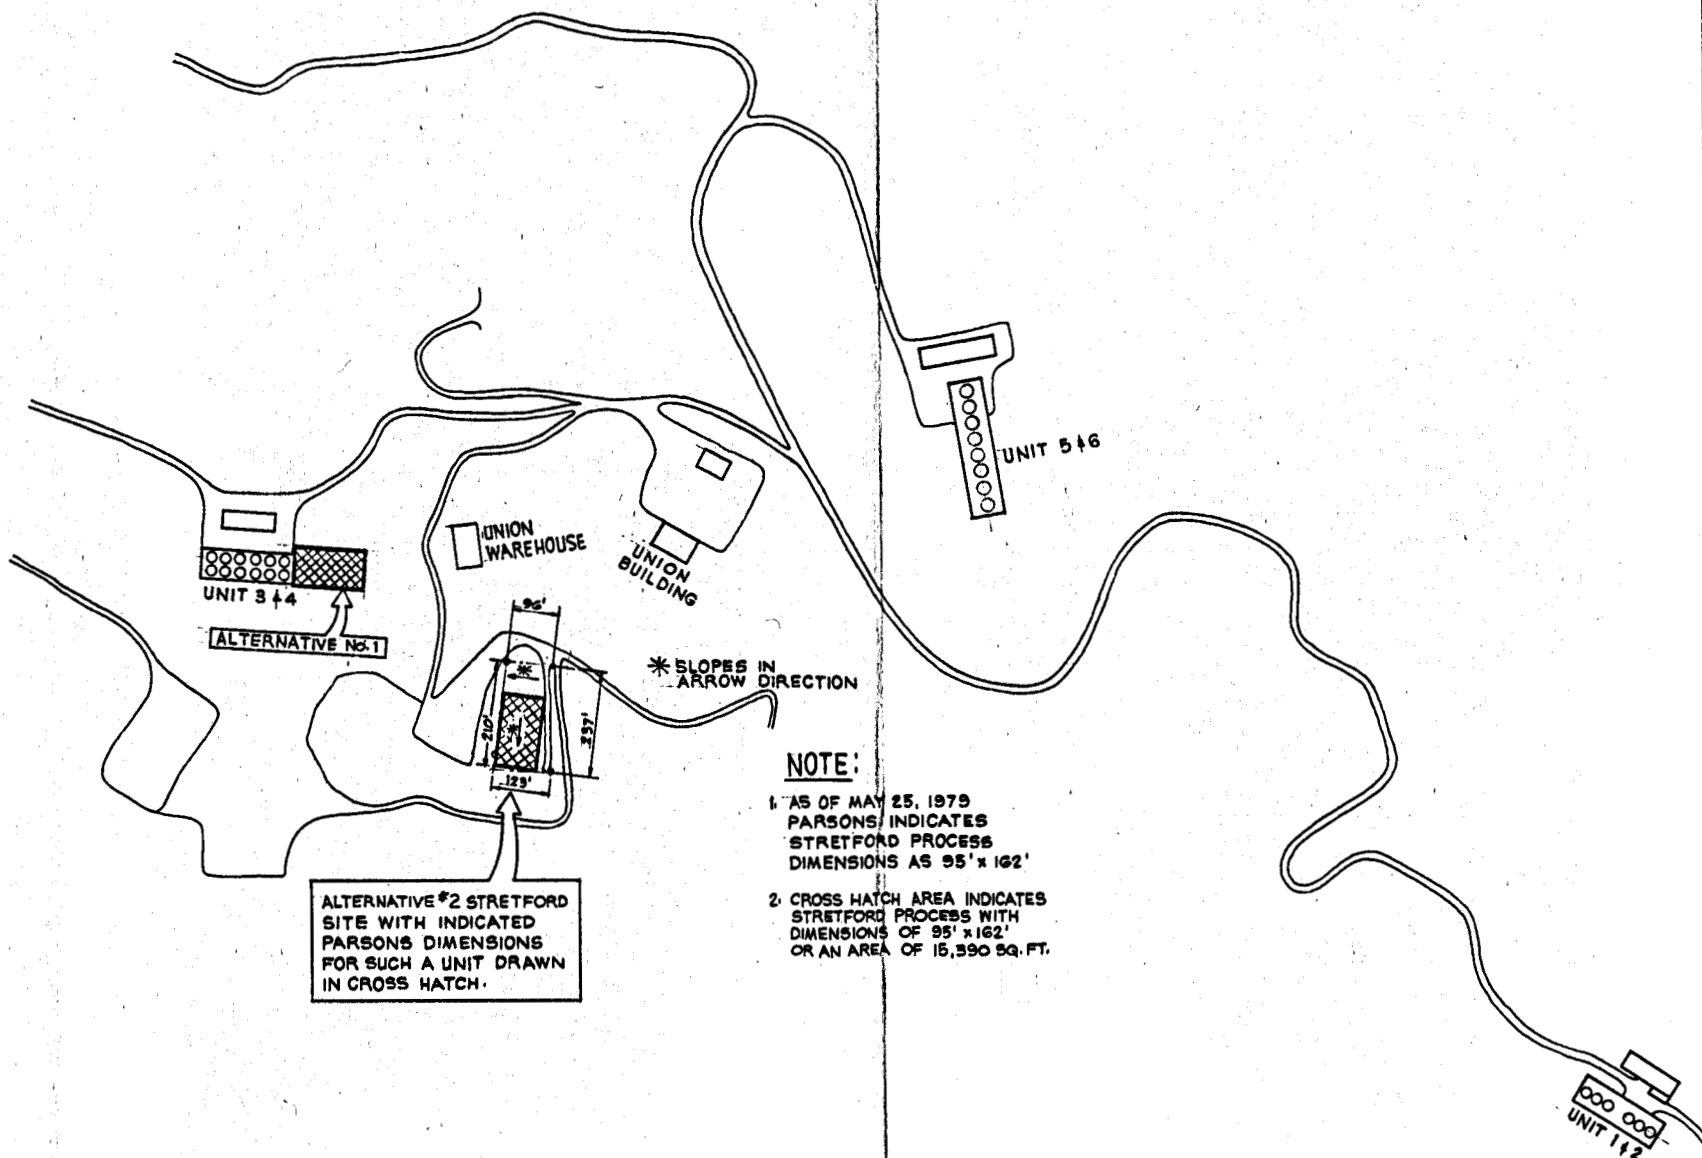 UNIT 5 & 6
UNION
WAREHOUSE
UNION
BUILDING
UNIT 3 & 4
ALTERNATIVE No.1
96'
* SLOPES IN
ARROW DIRECTION
*
*
210'
237'
123'
NOTE:
1. AS OF MAY 25, 1979
PARSONS INDICATES
STRETFORD PROCESS
DIMENSIONS AS 95' x 162'
2. CROSS HATCH AREA INDICATES
STRETFORD PROCESS WITH
DIMENSIONS OF 95' x 162'
OR AN AREA OF 15,390 SQ. FT.
ALTERNATIVE #2 STRETFORD
SITE WITH INDICATED
PARSONS DIMENSIONS
FOR SUCH A UNIT DRAWN
IN CROSS HATCH.
UNIT 1 & 2